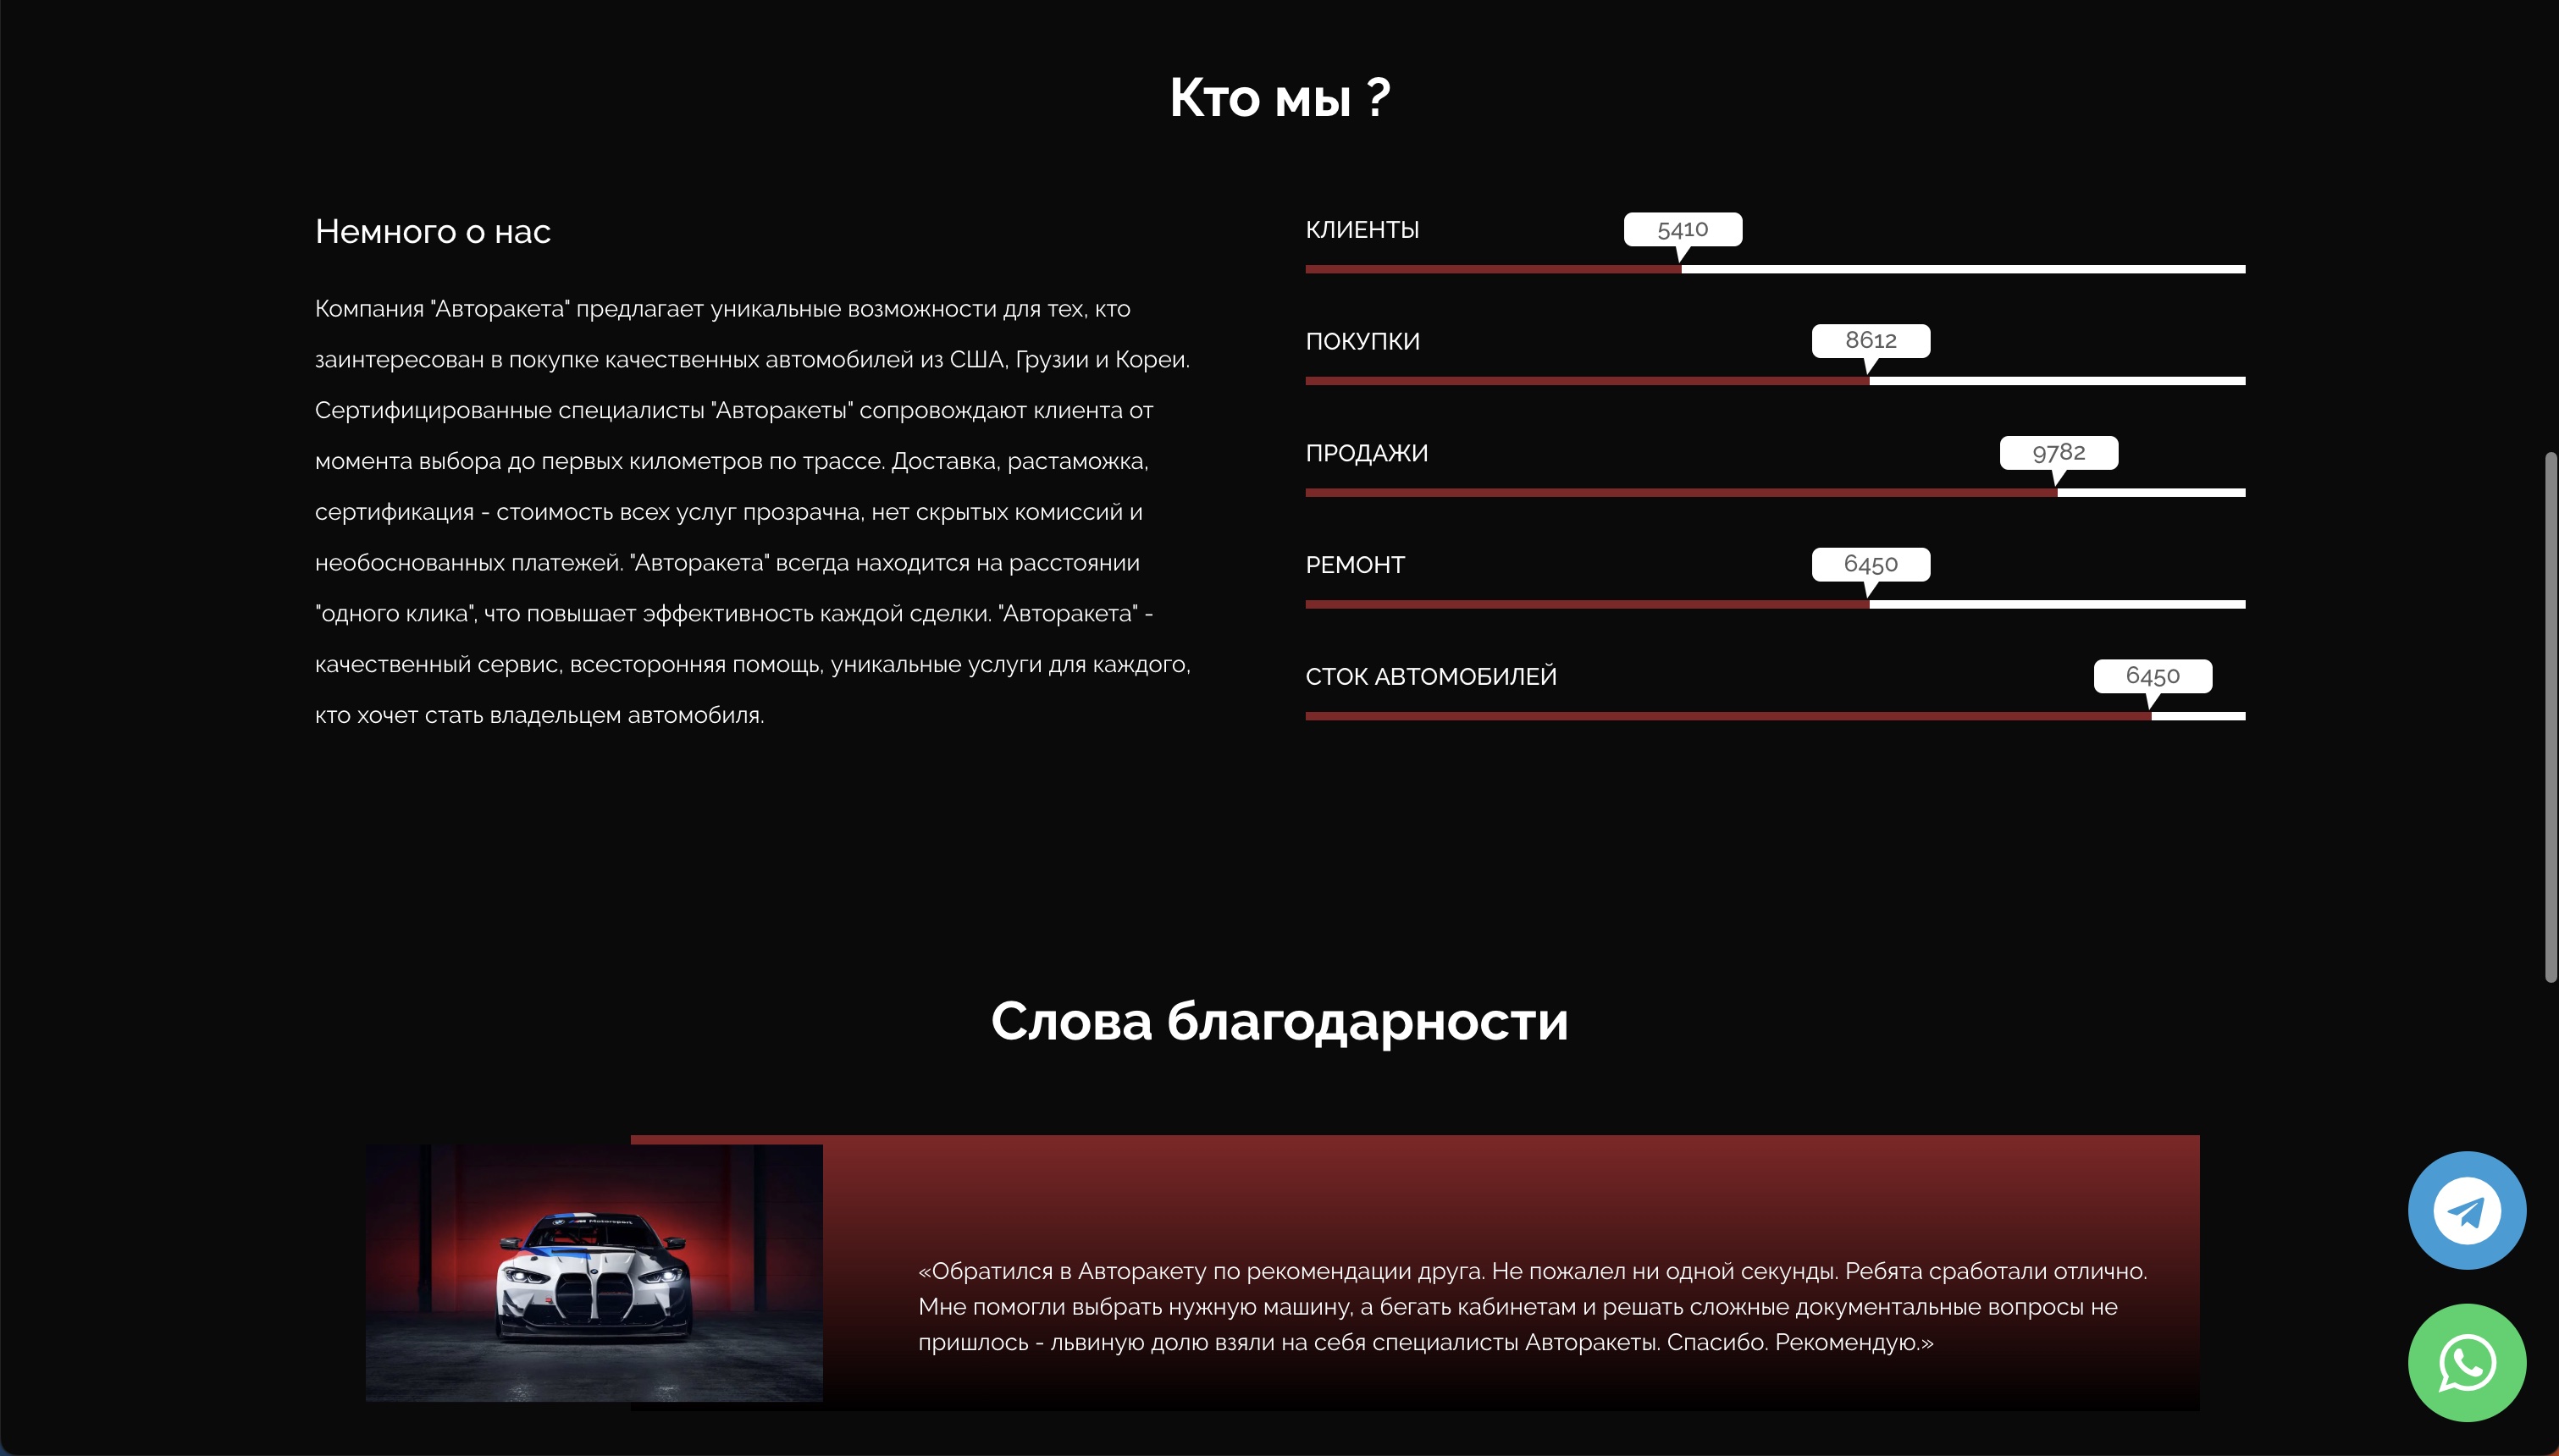 Кто мы ?
Немного о нас
Компания "Авторакета" предлагает уникальные возможности для тех, кто
заинтересован в покупке качественных автомобилей из США, Грузии и Кореи.
Сертифицированные специалисты "Авторакеты" сопровождают клиента от
момента выбора до первых километров по трассе. Доставка, растаможка,
сертификация - стоимость всех услуг прозрачна, нет скрытых комиссий и
необоснованных платежей. "Авторакета" всегда находится на расстоянии
"одного клика", что повышает эффективность каждой сделки. "Авторакета" -
качественный сервис, всесторонняя помощь, уникальные услуги для каждого,
кто хочет стать владельцем автомобиля.
КЛИЕНТЫ 5410
ПОКУПКИ 8612
ПРОДАЖИ 9782
РЕМОНТ 6450
СТОК АВТОМОБИЛЕЙ 6450
Слова благодарности
Motorsport
«Обратился в Авторакету по рекомендации друга. Не пожалел ни одной секунды. Ребята сработали отлично.
Мне помогли выбрать нужную машину, а бегать кабинетам и решать сложные документальные вопросы не
пришлось - львиную долю взяли на себя специалисты Авторакеты. Спасибо. Рекомендую.»